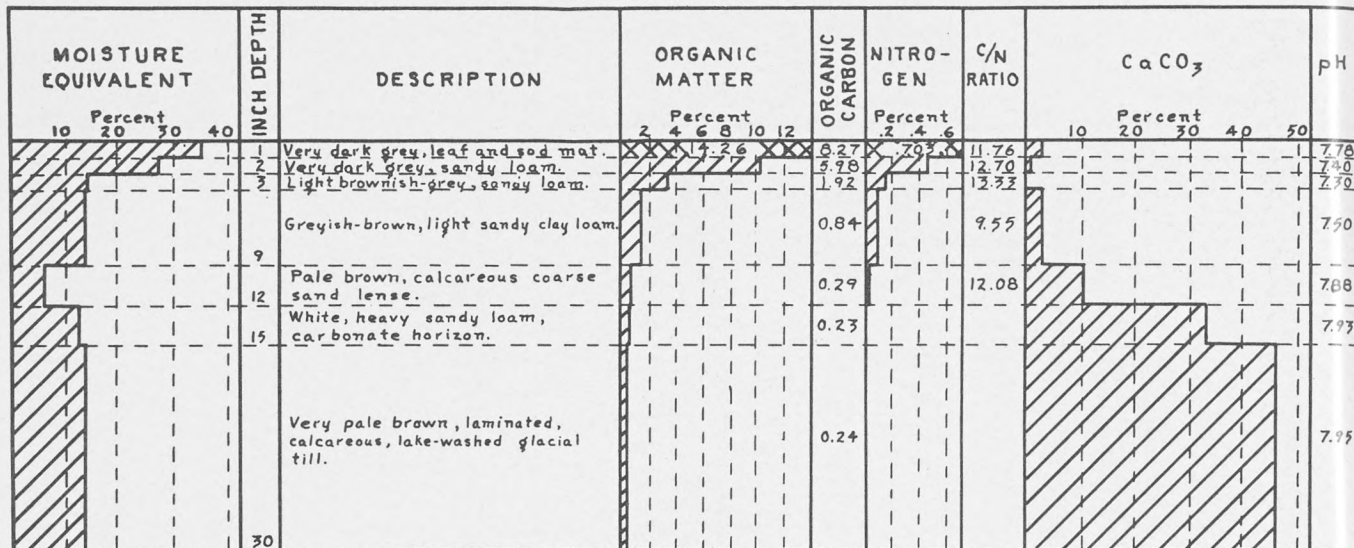 MOISTURE EQUIVALENT
Percent
10 20 30 40
INCH DEPTH
DESCRIPTION
ORGANIC MATTER
Percent
2 4 6 8 10 12
ORGANIC CARBON
NITRO-GEN
Percent
.2 .4 .6
C/N RATIO
CaCO3
Percent
10 20 30 40 50
pH
1 Very dark grey, leaf and sod mat. 14.26 8.27 .703 11.76 7.78
2 Very dark grey, sandy loam. 5.98 12.70 7.40
3 Light brownish-grey, sandy loam. 1.92 13.33 7.30
Greyish-brown, light sandy clay loam. 0.84 9.55 7.50
9
Pale brown, calcareous coarse
sand lense. 0.29 12.08 7.88
12
White, heavy sandy loam,
carbonate horizon. 0.23 7.93
15
Very pale brown, laminated,
calcareous, lake-washed glacial
till. 0.24 7.95
30